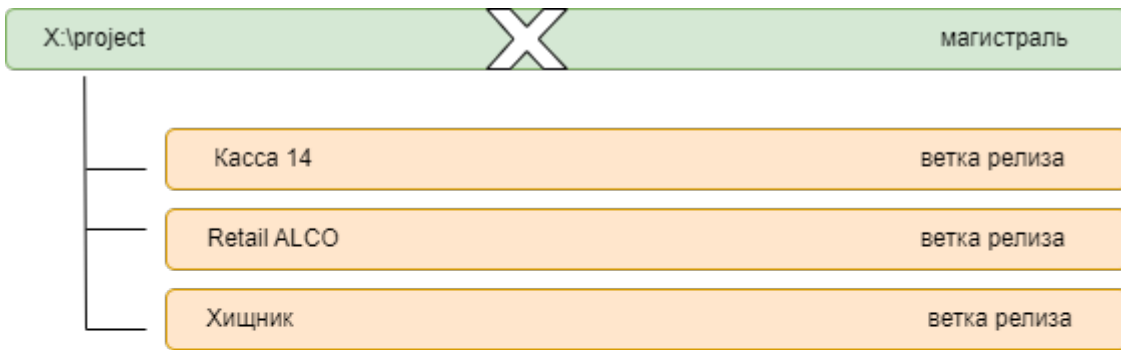 X:\project магистраль
Касса 14 ветка релиза
Retail ALCO ветка релиза
Хищник ветка релиза